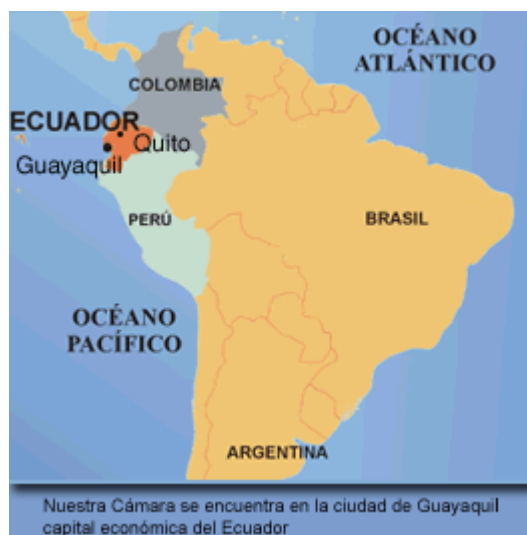 OCÉANO
ATLÁNTICO
COLOMBIA
ECUADOR
Quito
Guayaquil
PERÚ
BRASIL
OCÉANO
PACÍFICO
ARGENTINA
Nuestra Cámara se encuentra en la ciudad de Guayaquil
capital económica del Ecuador